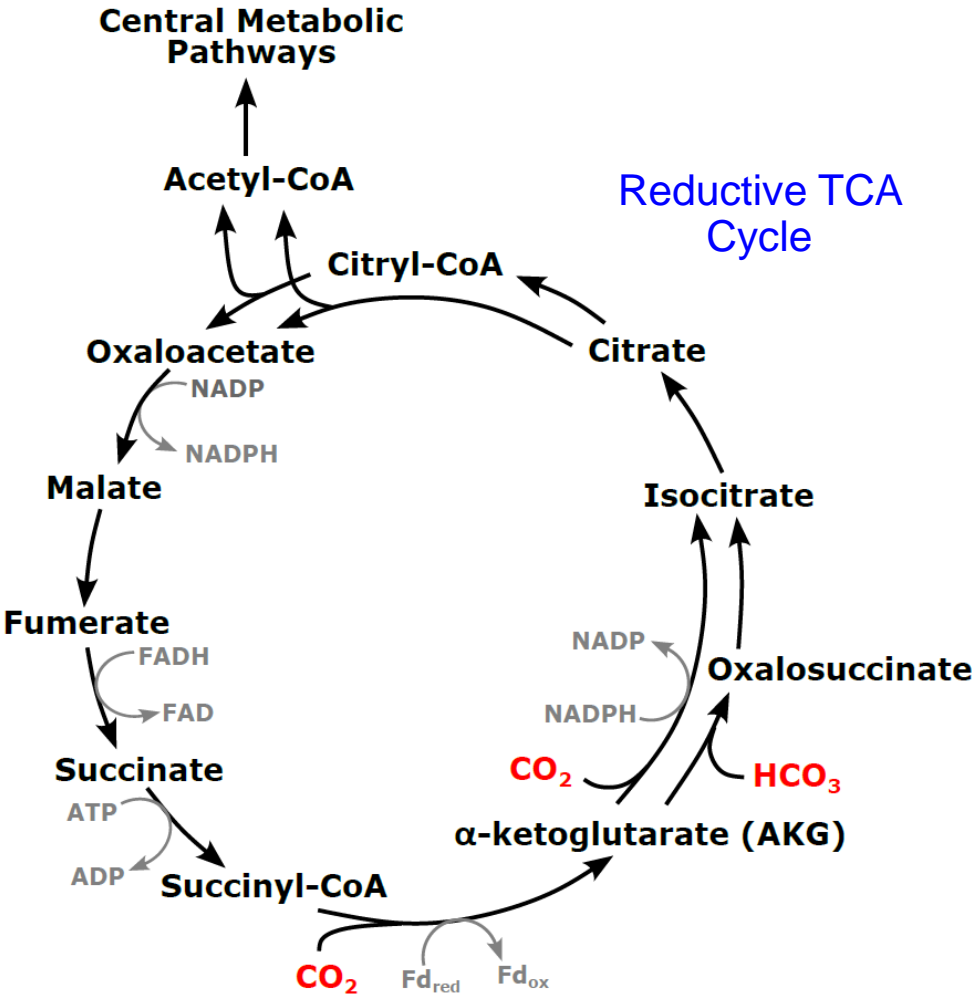 Central Metabolic
Pathways
Acetyl-CoA
Reductive TCA
Cycle
Citryl-CoA
Oxaloacetate
Citrate
NADP
NADPH
Malate
Isocitrate
Fumerate
FADH
FAD
NADP
NADPH
Oxalosuccinate
Succinate
CO₂
HCO₃
ATP
ADP
α-ketoglutarate (AKG)
Succinyl-CoA
CO₂
Fdred
Fdox